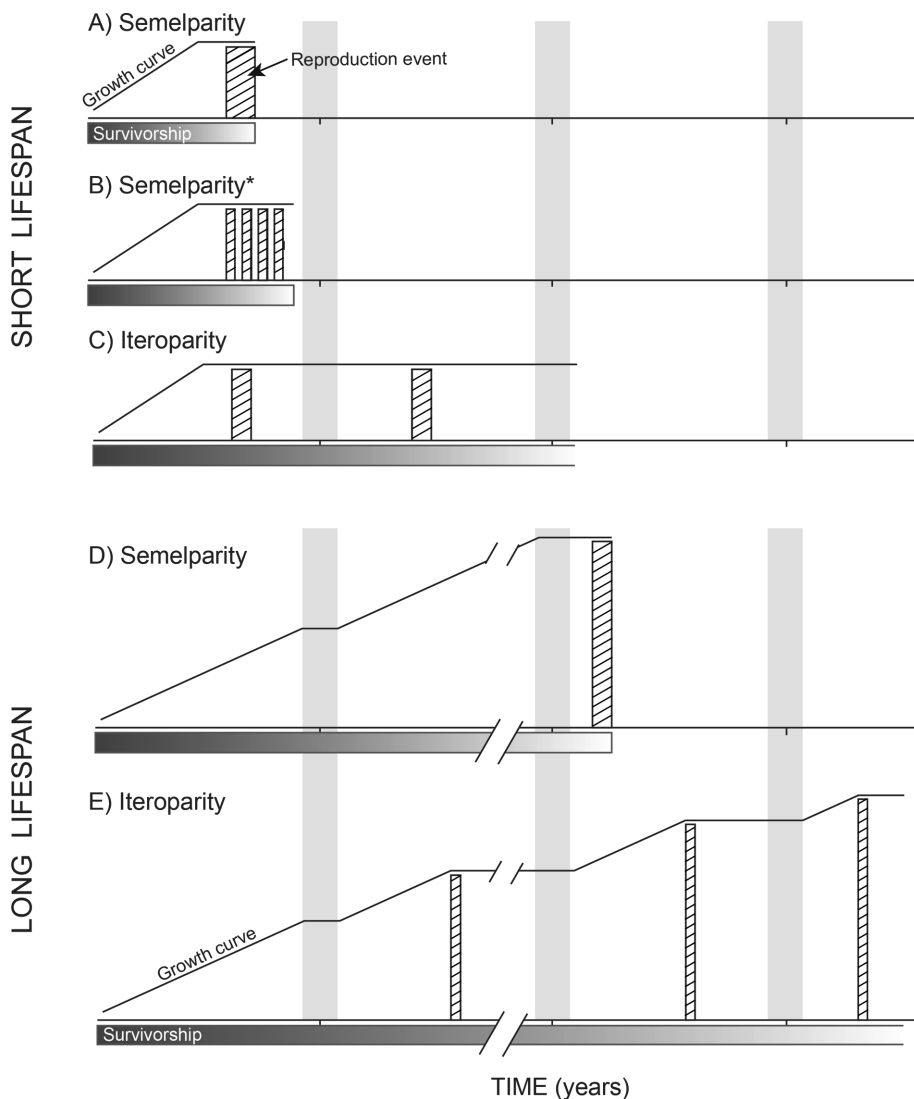 SHORT LIFESPAN
A) Semelparity
Growth curve
Reproduction event
Survivorship
B) Semelparity*
C) Iteroparity
LONG LIFESPAN
D) Semelparity
E) Iteroparity
Growth curve
Survivorship
TIME (years)